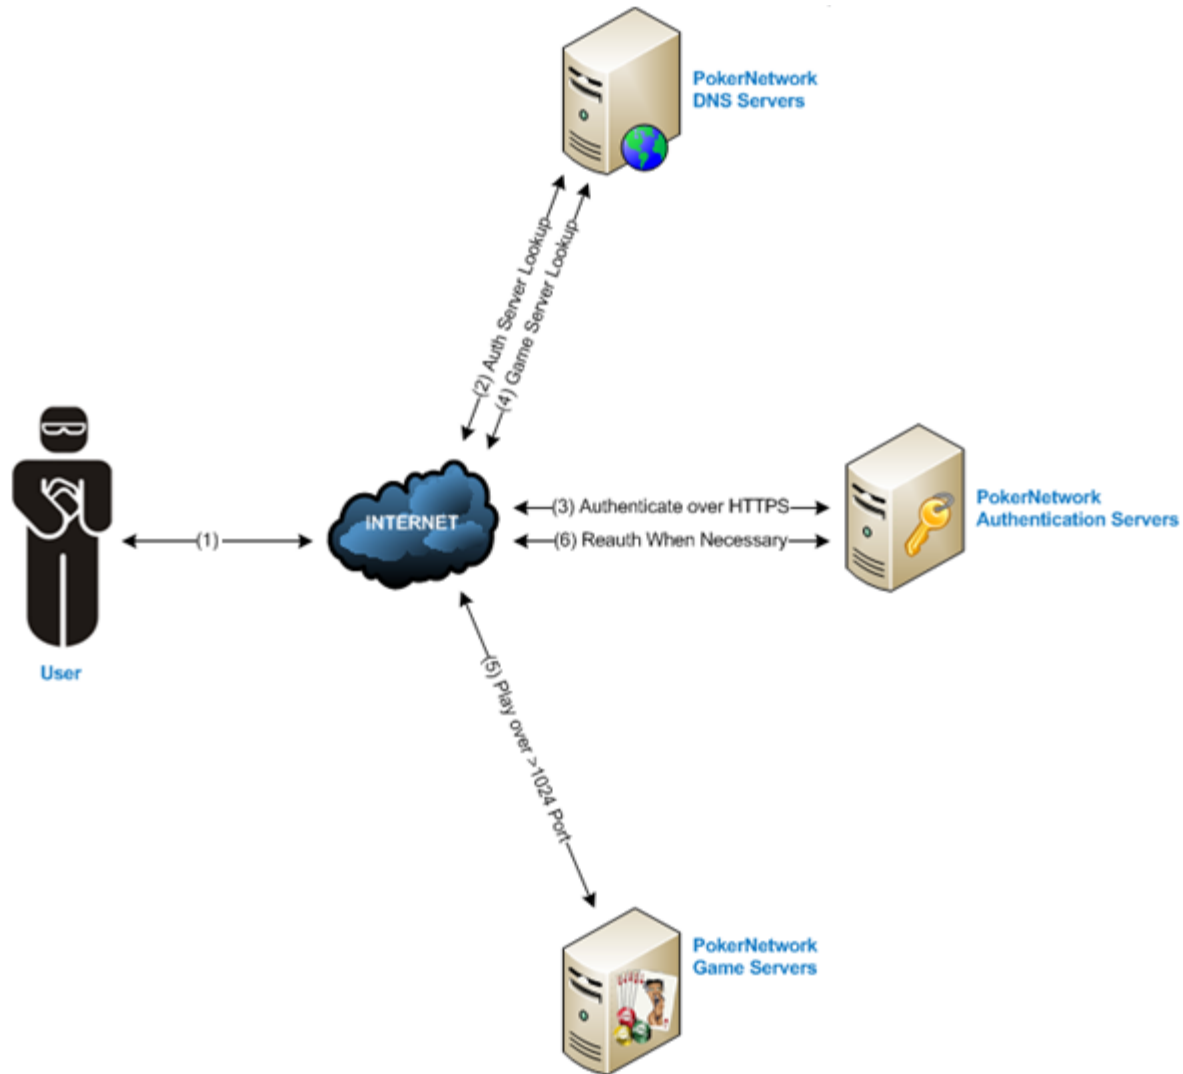 PokerNetwork
DNS Servers
(2) Auth Server Lookup
(4) Game Server Lookup
INTERNET
(1)
User
(3) Authenticate over HTTPS
(6) Reauth When Necessary
PokerNetwork
Authentication Servers
(5) Play over >1024 Port
PokerNetwork
Game Servers